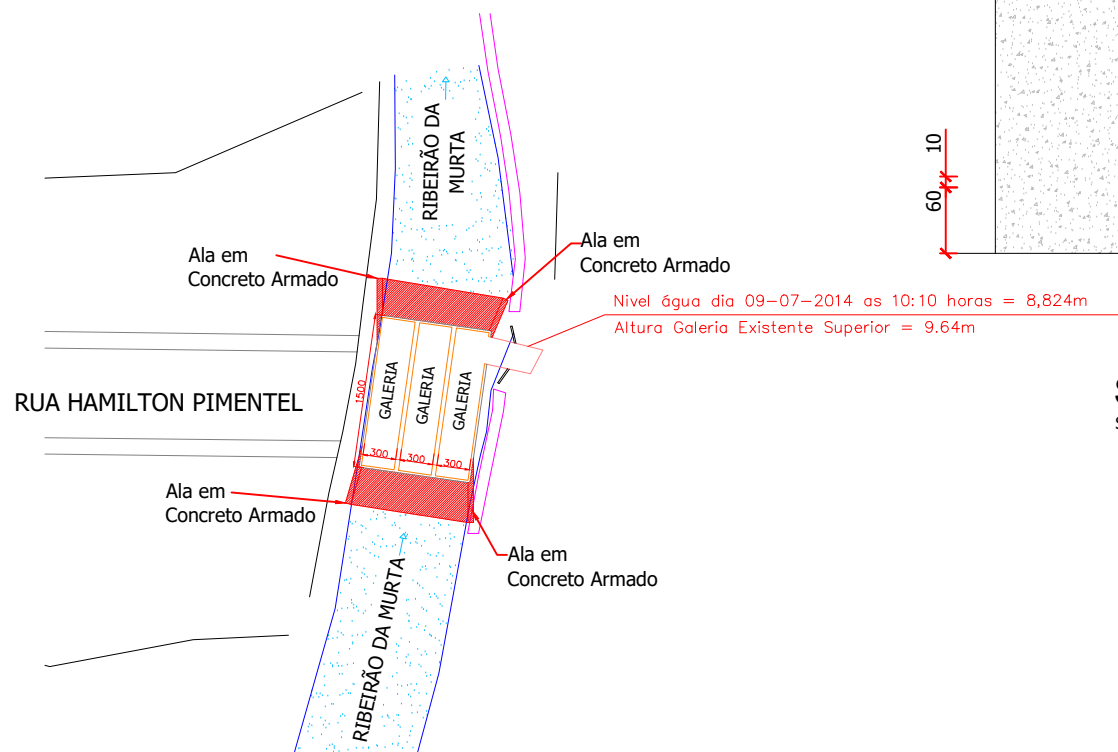 RIBEIRÃO DA
MURTA
10
60
Ala em
Concreto Armado
Ala em
Concreto Armado
Nivel água dia 09-07-2014 as 10:10 horas = 8,824m
Altura Galeria Existente Superior = 9.64m
GALERIA
GALERIA
GALERIA
1500
RUA HAMILTON PIMENTEL
300
300
300
Ala em
Concreto Armado
Ala em
Concreto Armado
RIBEIRÃO DA MURTA